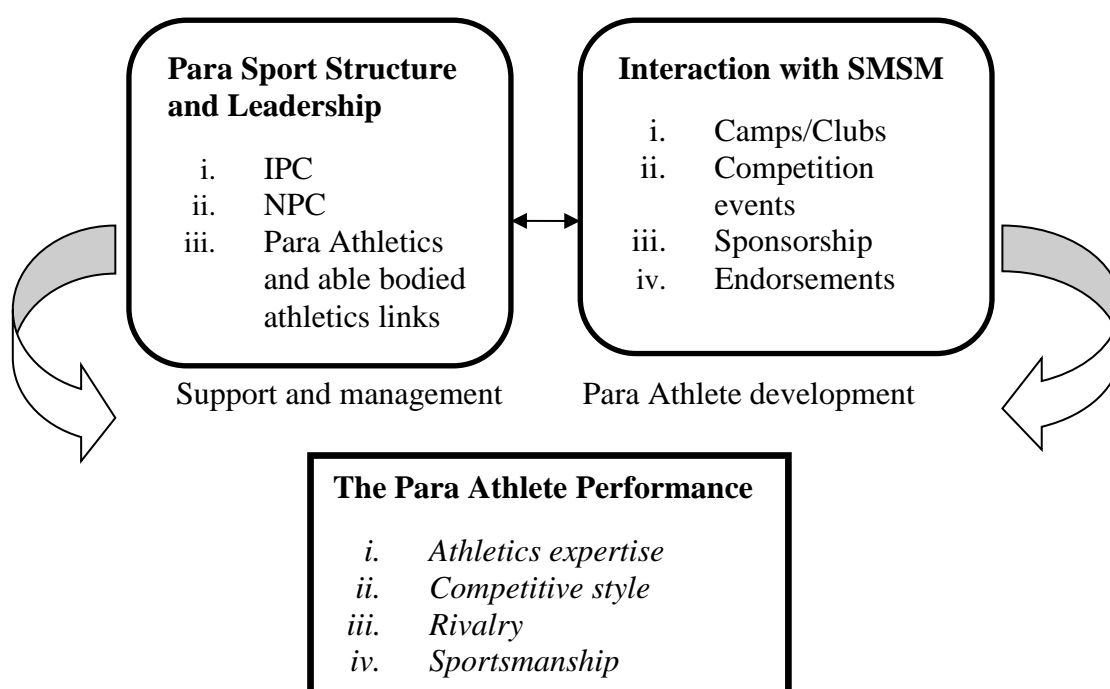 Para Sport Structure
and Leadership
i. IPC
ii. NPC
iii. Para Athletics
and able bodied
athletics links
Interaction with SMSM
i. Camps/Clubs
ii. Competition
events
iii. Sponsorship
iv. Endorsements
Support and management
Para Athlete development
The Para Athlete Performance
i. Athletics expertise
ii. Competitive style
iii. Rivalry
iv. Sportsmanship